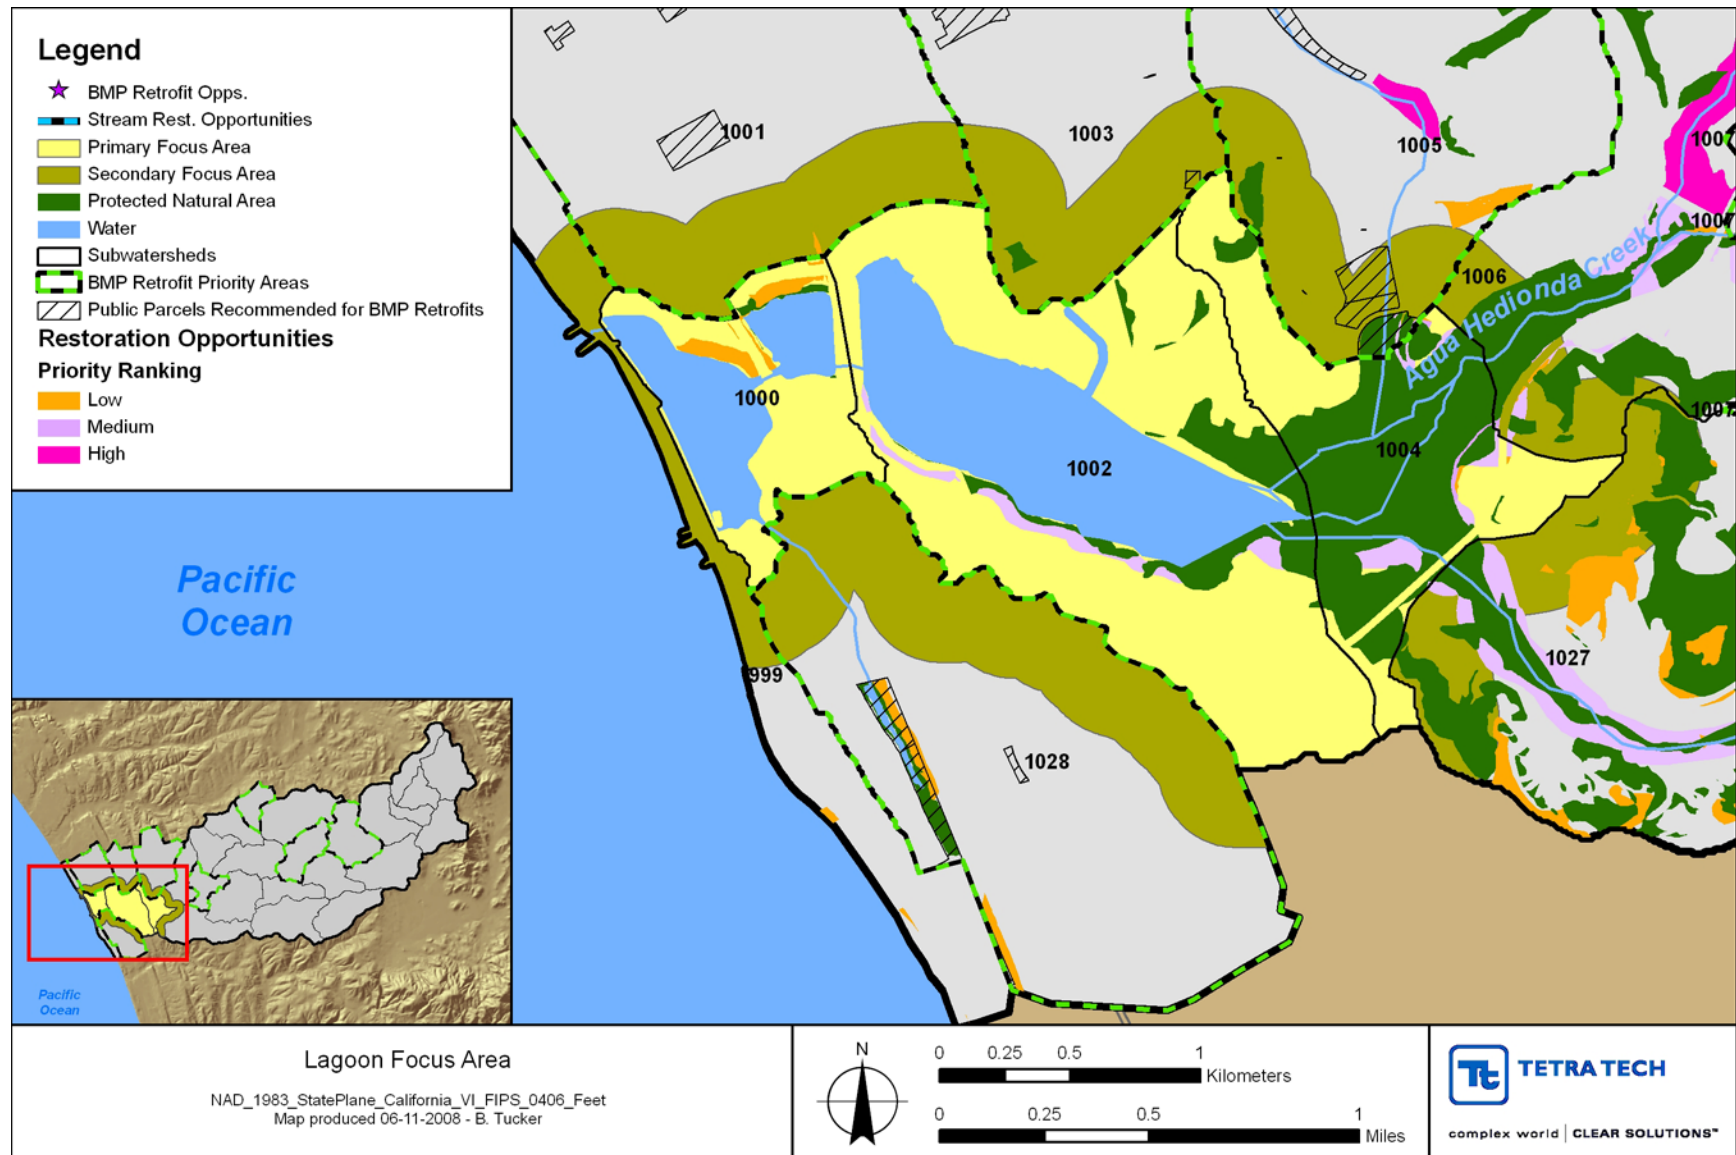 Legend
BMP Retrofit Opps.
Stream Rest. Opportunities
Primary Focus Area
Secondary Focus Area
Protected Natural Area
Water
Subwatersheds
BMP Retrofit Priority Areas
Public Parcels Recommended for BMP Retrofits
Restoration Opportunities
Priority Ranking
Low
Medium
High
1001
1003
1005
1007
1007
1006
Agua Hedionda Creek
1000
1007
1004
1002
Pacific
Ocean
999
1027
1028
Pacific
Ocean
Lagoon Focus Area
NAD_1983_StatePlane_California_VI_FIPS_0406_Feet
Map produced 06-11-2008 - B. Tucker
N
0 0.25 0.5 1
Kilometers
0 0.25 0.5 1
Miles
Tt TETRA TECH
complex world | CLEAR SOLUTIONS™